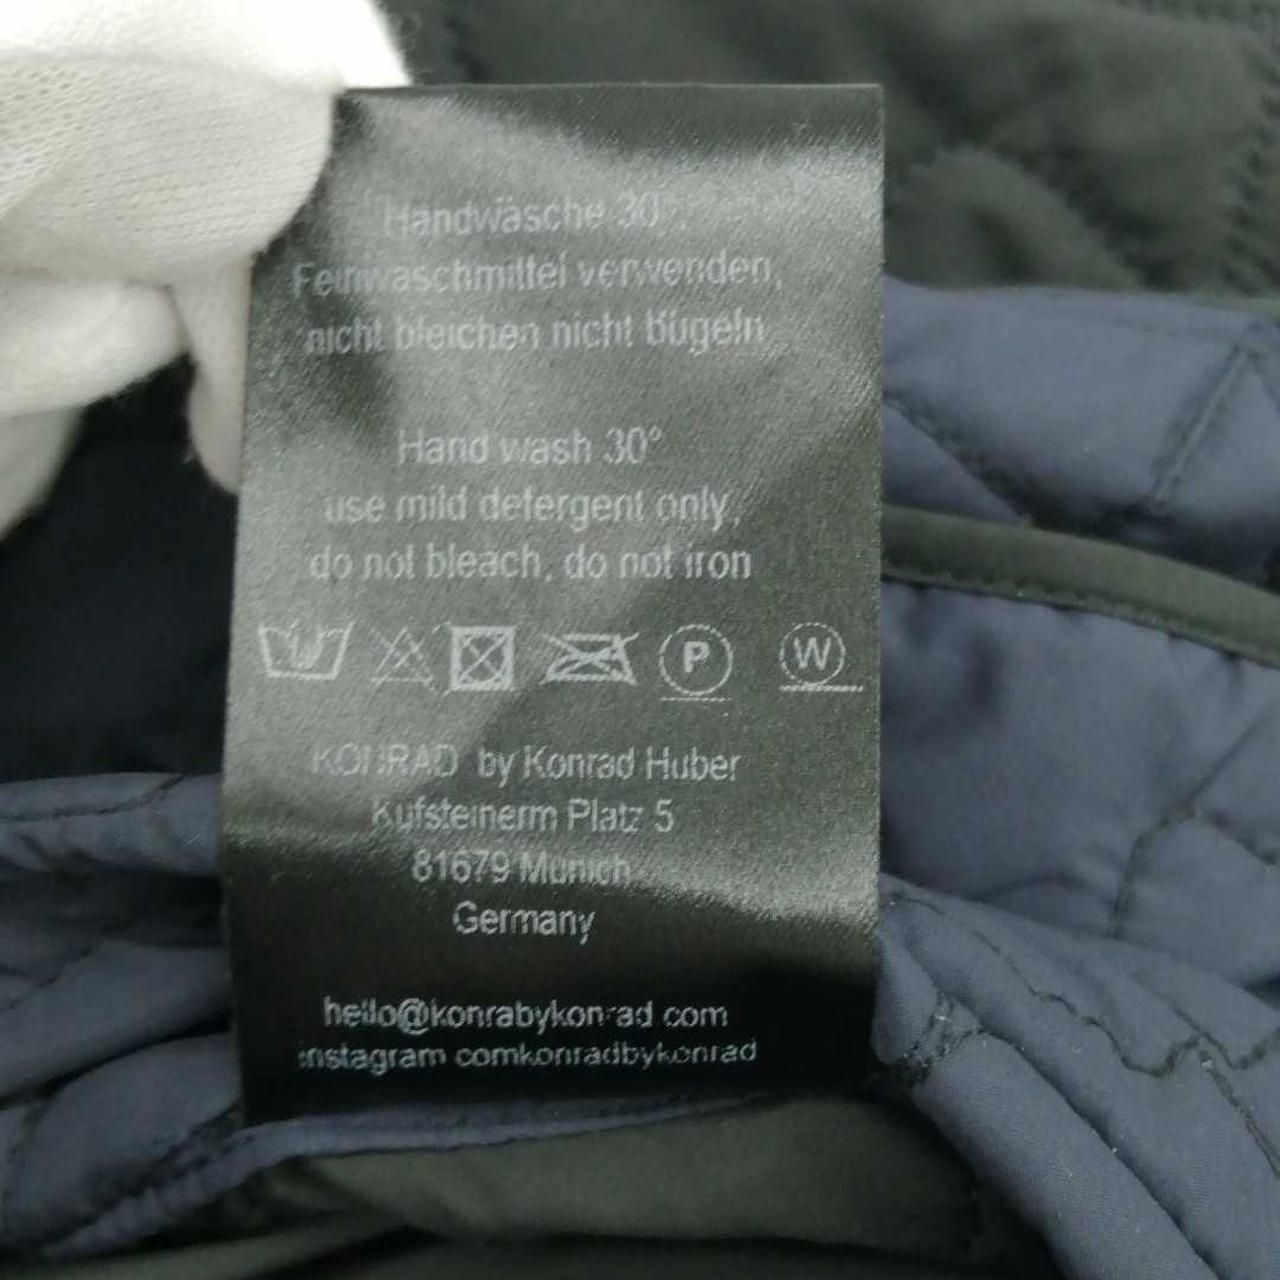 Handwäsche 30°
Feinwaschmittel verwenden,
nicht bleichen nicht bügeln
Hand wash 30°
use mild detergent only,
do not bleach, do not iron
P W
KONRAD by Konrad Huber
Kufsteinerm Platz 5
81679 Munich
Germany
hello@konrabykonrad.com
instagram comkonradbykonrad